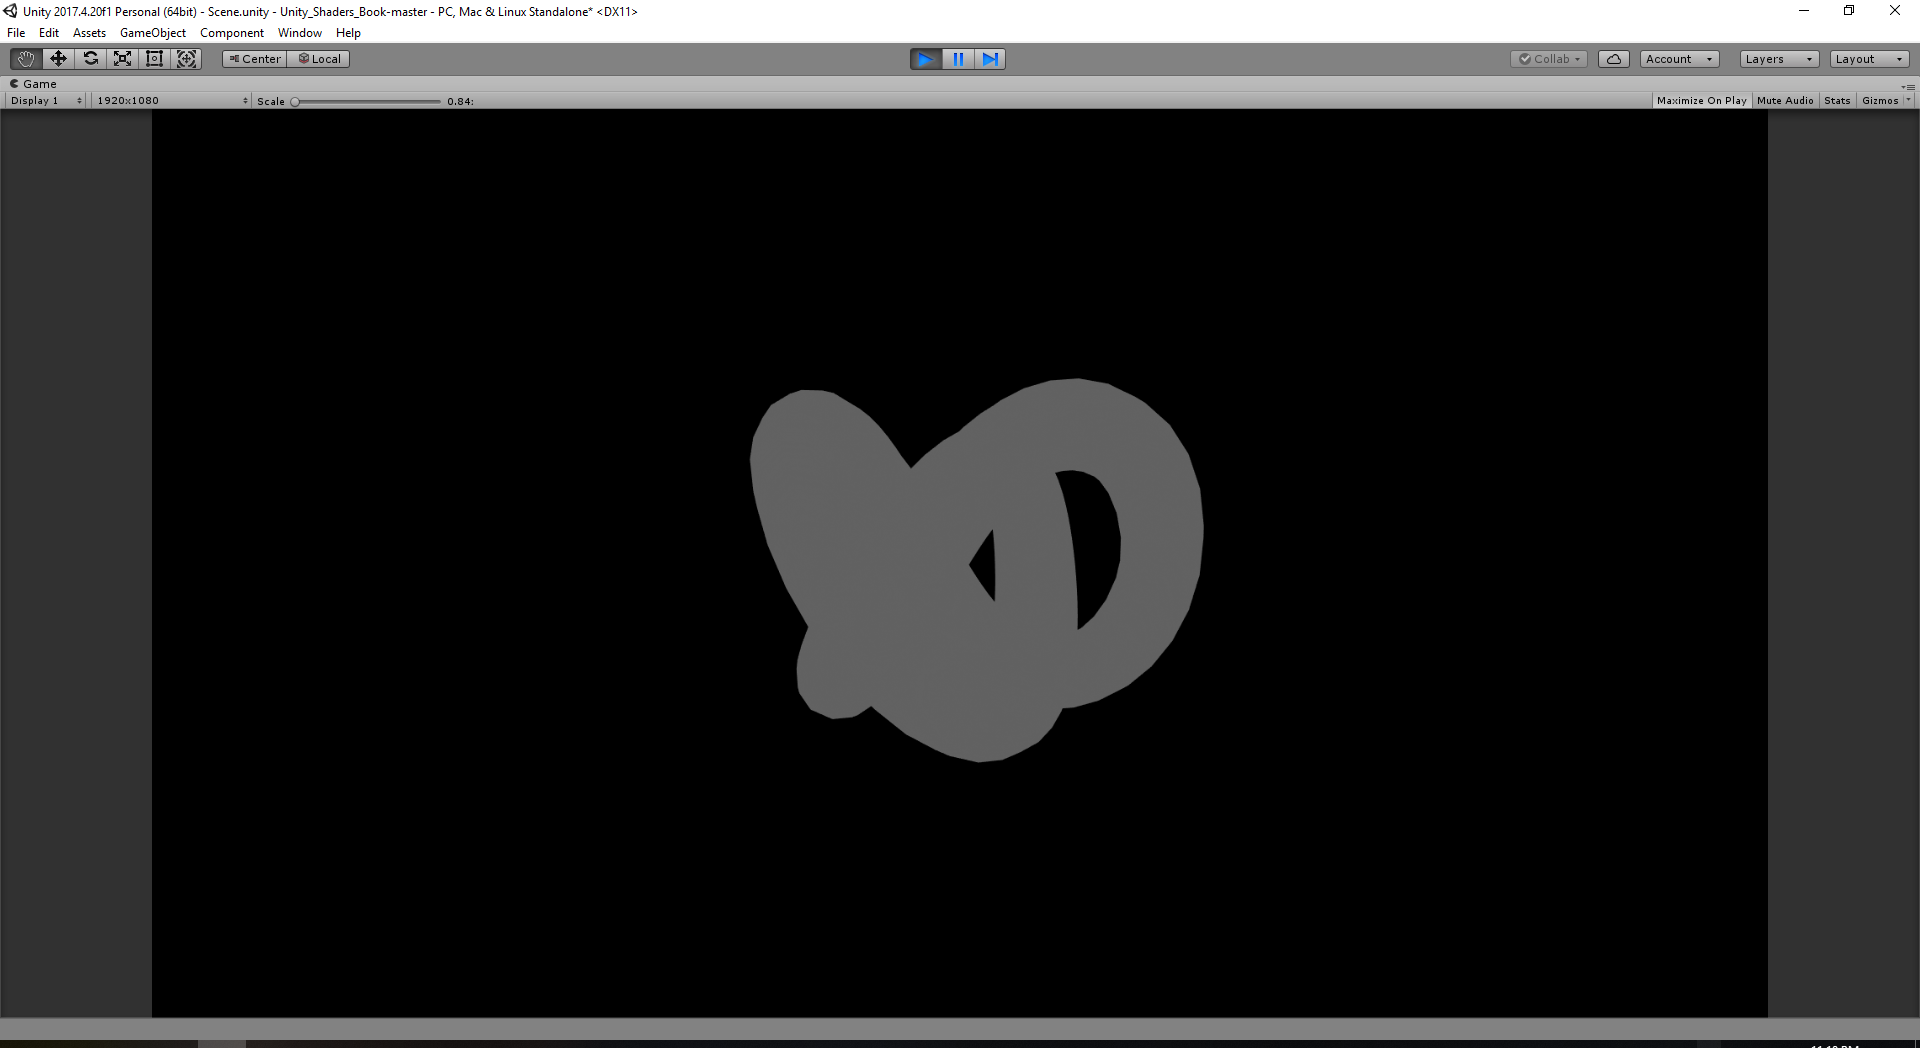 Unity 2017.4.20f1 Personal (64bit) - Scene.unity - Unity_Shaders_Book-master - PC, Mac & Linux Standalone* <DX11>
File Edit Assets GameObject Component Window Help
Center Local Collab Account Layers Layout
Game
Display 1 1920x1080 Scale 0.84: Maximize On Play Mute Audio Stats Gizmos